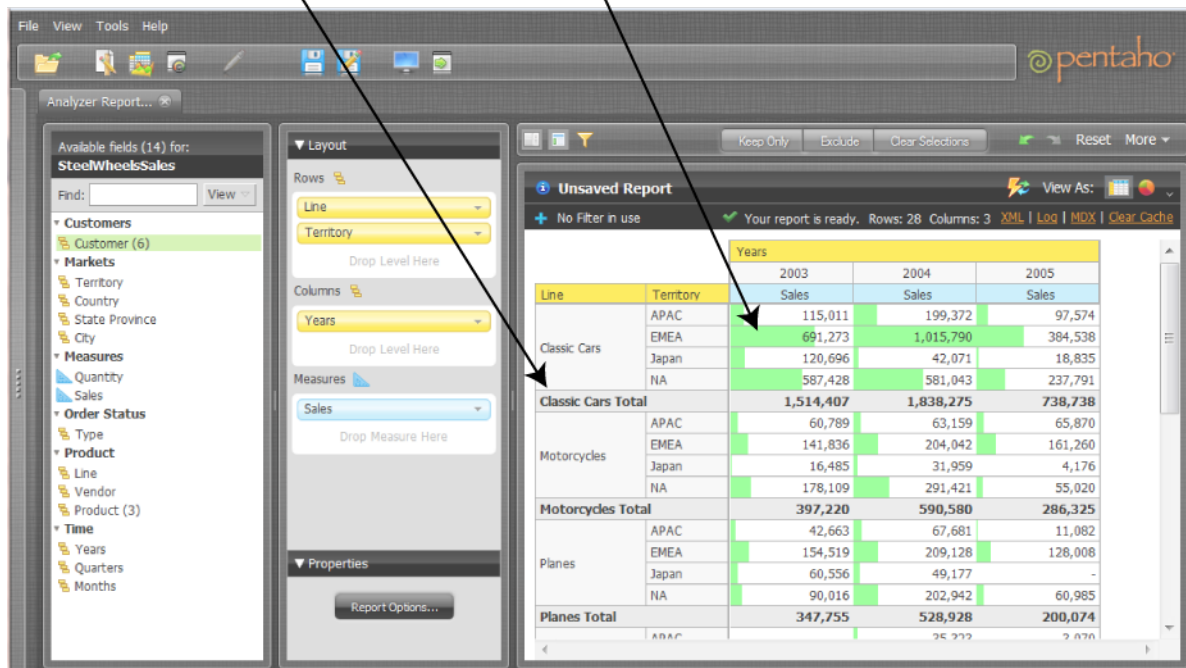 File View Tools Help
pentaho
Analyzer Report...
Available fields (14) for:
SteelWheelsSales
Find:
View
Customers
Customer (6)
Markets
Territory
Country
State Province
City
Measures
Quantity
Sales
Order Status
Type
Product
Line
Vendor
Product (3)
Time
Years
Quarters
Months
Layout
Rows
Line
Territory
Drop Level Here
Columns
Years
Drop Level Here
Measures
Sales
Drop Measure Here
Properties
Report Options...
Keep Only Exclude Clear Selections Reset More
Unsaved Report View As:
No Filter in use Your report is ready. Rows: 28 Columns: 3 XML | Log | MDX | Clear Cache
Years
2003 2004 2005
Line Territory Sales Sales Sales
APAC 115,011 199,372 97,574
EMEA 691,273 1,015,790 384,538
Classic Cars
Japan 120,696 42,071 18,835
NA 587,428 581,043 237,791
Classic Cars Total 1,514,407 1,838,275 738,738
APAC 60,789 63,159 65,870
EMEA 141,836 204,042 161,260
Motorcycles
Japan 16,485 31,959 4,176
NA 178,109 291,421 55,020
Motorcycles Total 397,220 590,580 286,325
APAC 42,663 67,681 11,082
EMEA 154,519 209,128 128,008
Planes
Japan 60,556 49,177 -
NA 90,016 202,942 60,985
Planes Total 347,755 528,928 200,074